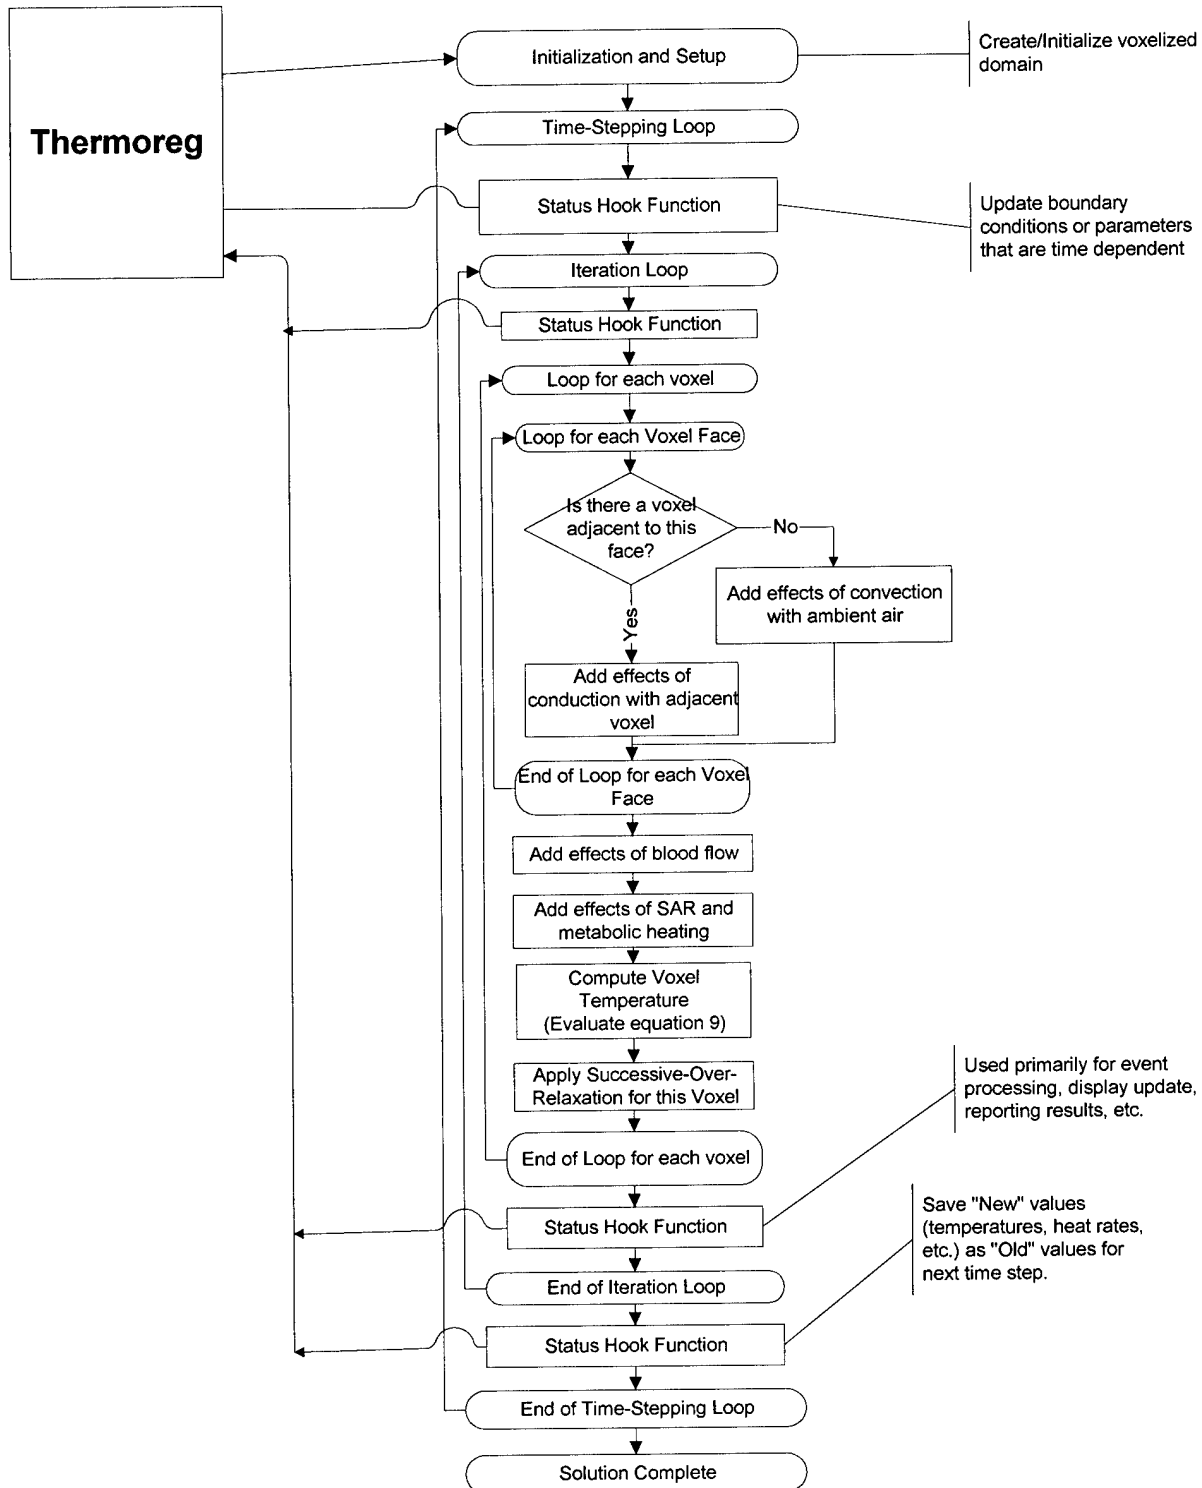 Thermoreg
Initialization and Setup
Create/Initialize voxelized
domain
Time-Stepping Loop
Status Hook Function
Update boundary
conditions or parameters
that are time dependent
Iteration Loop
Status Hook Function
Loop for each voxel
Loop for each Voxel Face
Is there a voxel
adjacent to this
face?
No
Add effects of convection
with ambient air
Yes
Add effects of
conduction with adjacent
voxel
End of Loop for each Voxel
Face
Add effects of blood flow
Add effects of SAR and
metabolic heating
Compute Voxel
Temperature
(Evaluate equation 9)
Apply Successive-Over-
Relaxation for this Voxel
Used primarily for event
processing, display update,
reporting results, etc.
End of Loop for each voxel
Status Hook Function
Save "New" values
(temperatures, heat rates,
etc.) as "Old" values for
next time step.
End of Iteration Loop
Status Hook Function
End of Time-Stepping Loop
Solution Complete